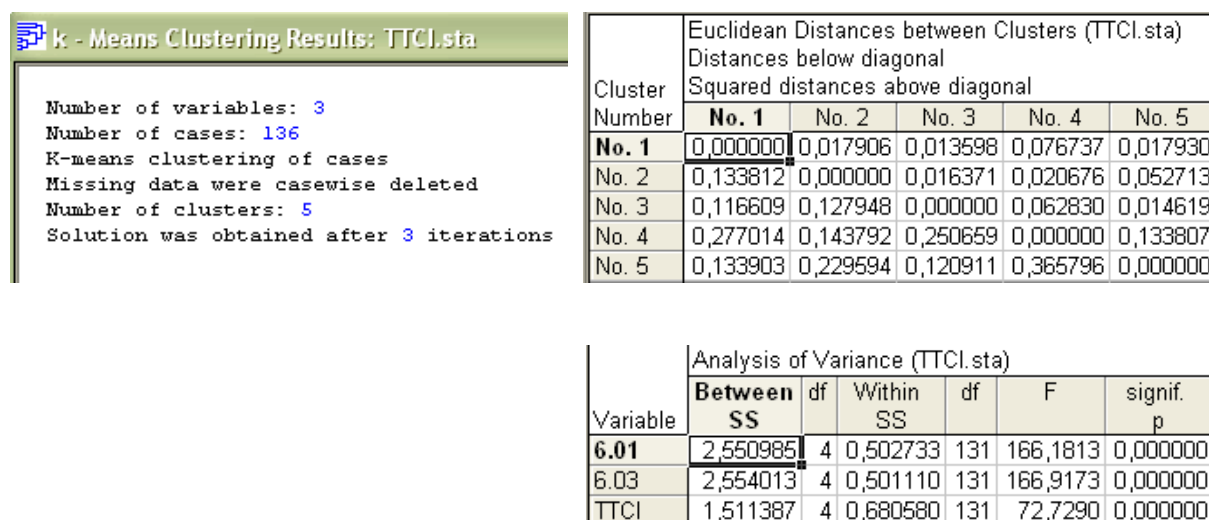 k - Means Clustering Results: TTCI.sta
Number of variables: 3
Number of cases: 136
K-means clustering of cases
Missing data were casewise deleted
Number of clusters: 5
Solution was obtained after 3 iterations
Euclidean Distances between Clusters (TTCI.sta)
Distances below diagonal
Cluster Squared distances above diagonal
Number No. 1 No. 2 No. 3 No. 4 No. 5
No. 1 0,000000 0,017906 0,013598 0,076737 0,017930
No. 2 0,133812 0,000000 0,016371 0,020676 0,052713
No. 3 0,116609 0,127948 0,000000 0,062830 0,014619
No. 4 0,277014 0,143792 0,250659 0,000000 0,133807
No. 5 0,133903 0,229594 0,120911 0,365796 0,000000
Analysis of Variance (TTCI.sta)
Between df Within df F signif.
Variable SS SS p
6.01 2,550985 4 0,502733 131 166,1813 0,000000
6.03 2,554013 4 0,501110 131 166,9173 0,000000
TTCI 1,511387 4 0,680580 131 72,7290 0,000000